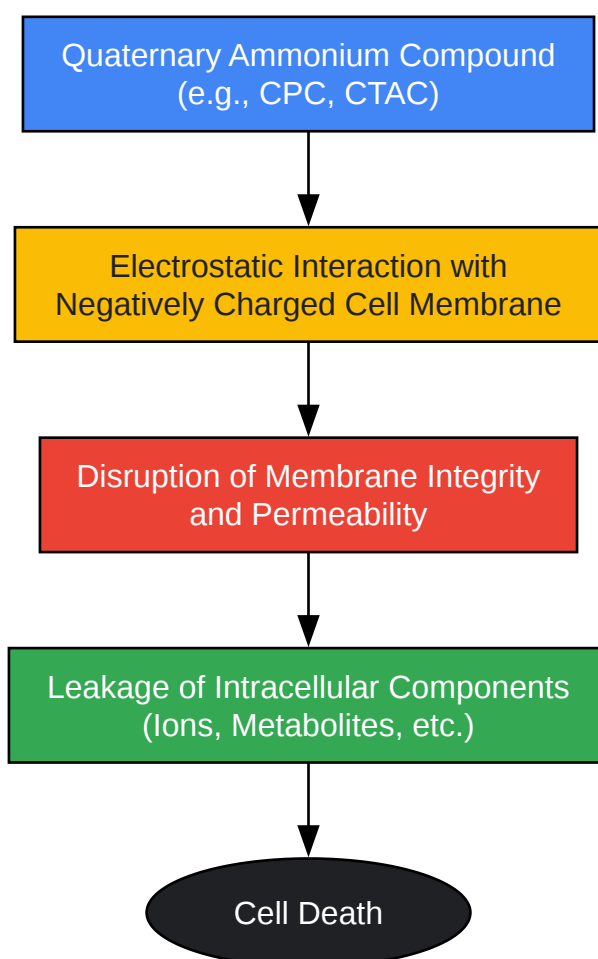 Quaternary Ammonium Compound
(e.g., CPC, CTAC)
Electrostatic Interaction with
Negatively Charged Cell Membrane
Disruption of Membrane Integrity
and Permeability
Leakage of Intracellular Components
(Ions, Metabolites, etc.)
Cell Death